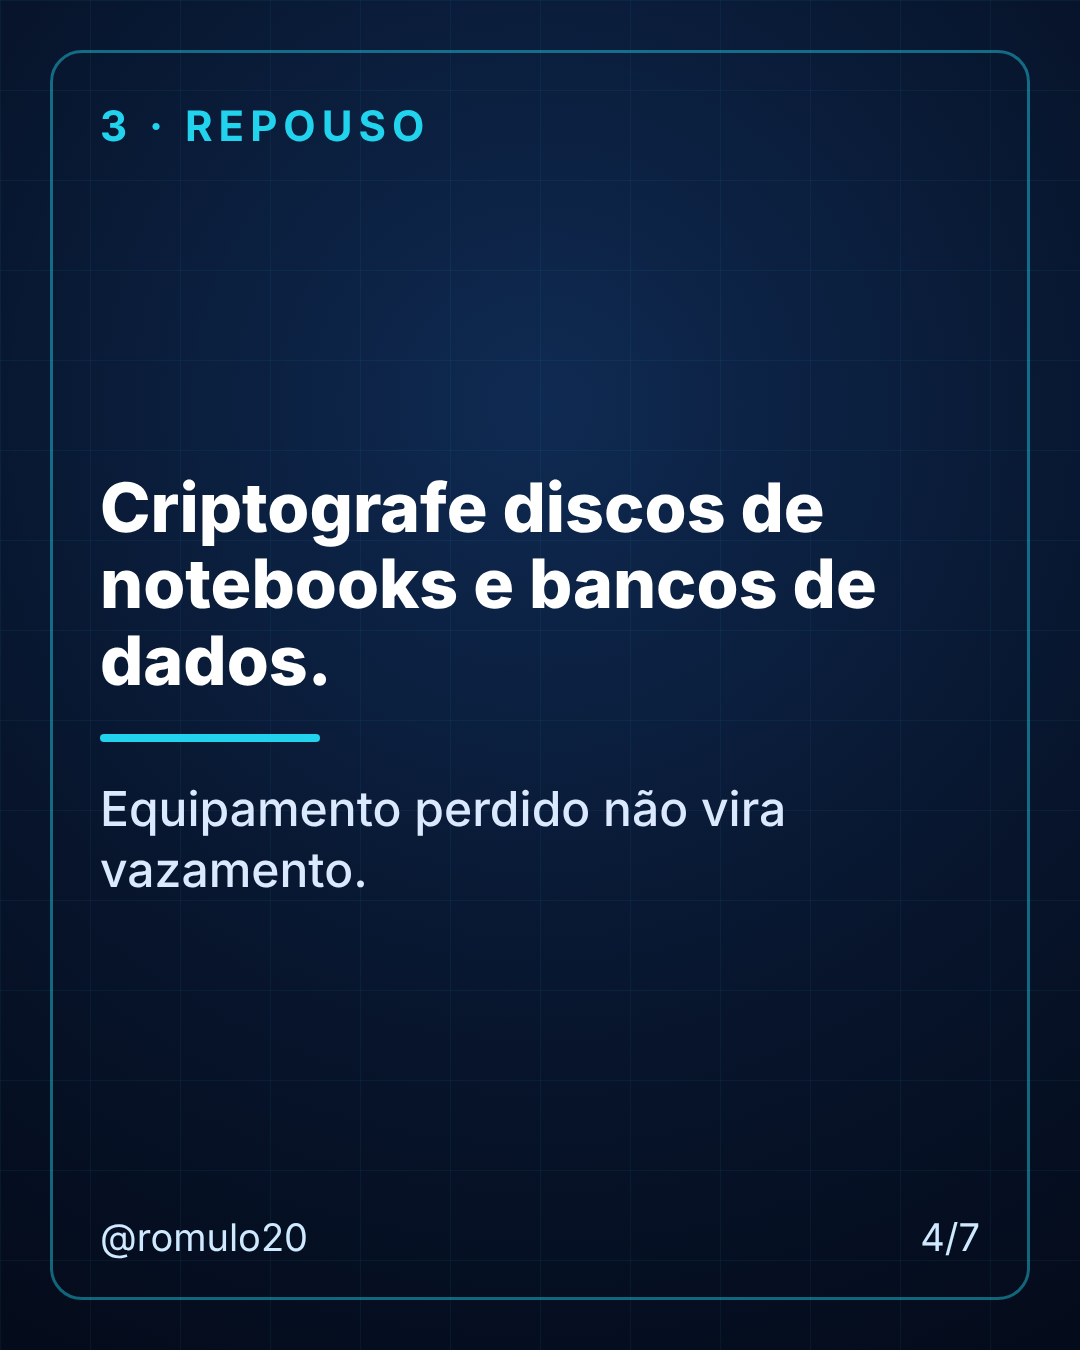 3 · REPOUSO
Criptografe discos de
notebooks e bancos de
dados.
Equipamento perdido não vira
vazamento.
@romulo20
4/7